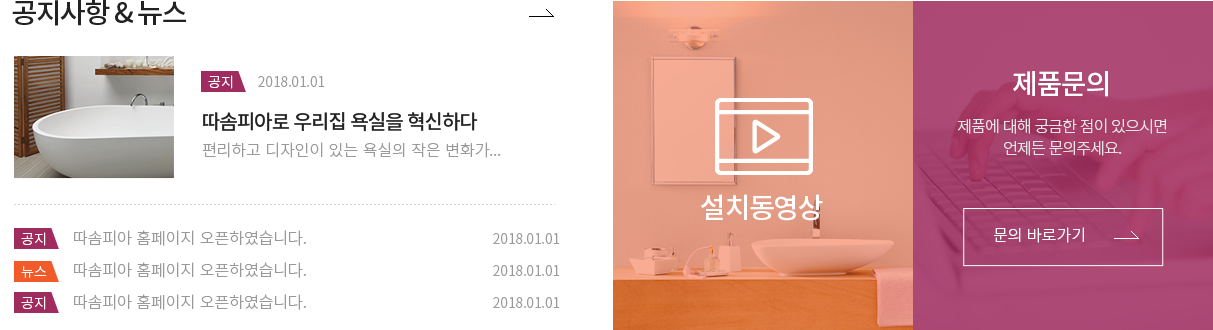 공지사항 & 뉴스
공지 2018.01.01
따솜피아로 우리집 욕실을 혁신하다
편리하고 디자인이 있는 욕실의 작은 변화가...
공지 따솜피아 홈페이지 오픈하였습니다. 2018.01.01
뉴스 따솜피아 홈페이지 오픈하였습니다. 2018.01.01
공지 따솜피아 홈페이지 오픈하였습니다. 2018.01.01
설치동영상
제품문의
제품에 대해 궁금한 점이 있으시면
언제든 문의주세요.
문의 바로가기